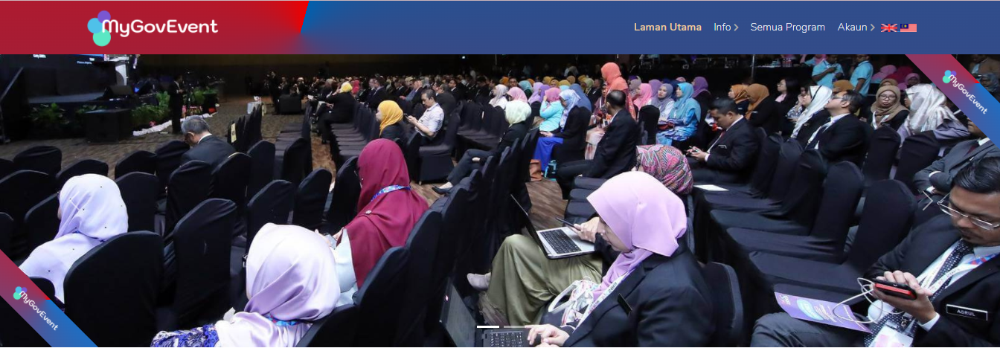 MyGovEvent
Laman Utama Info Semua Program Akaun
MyGovEvent
MyGovEvent
ASRUL